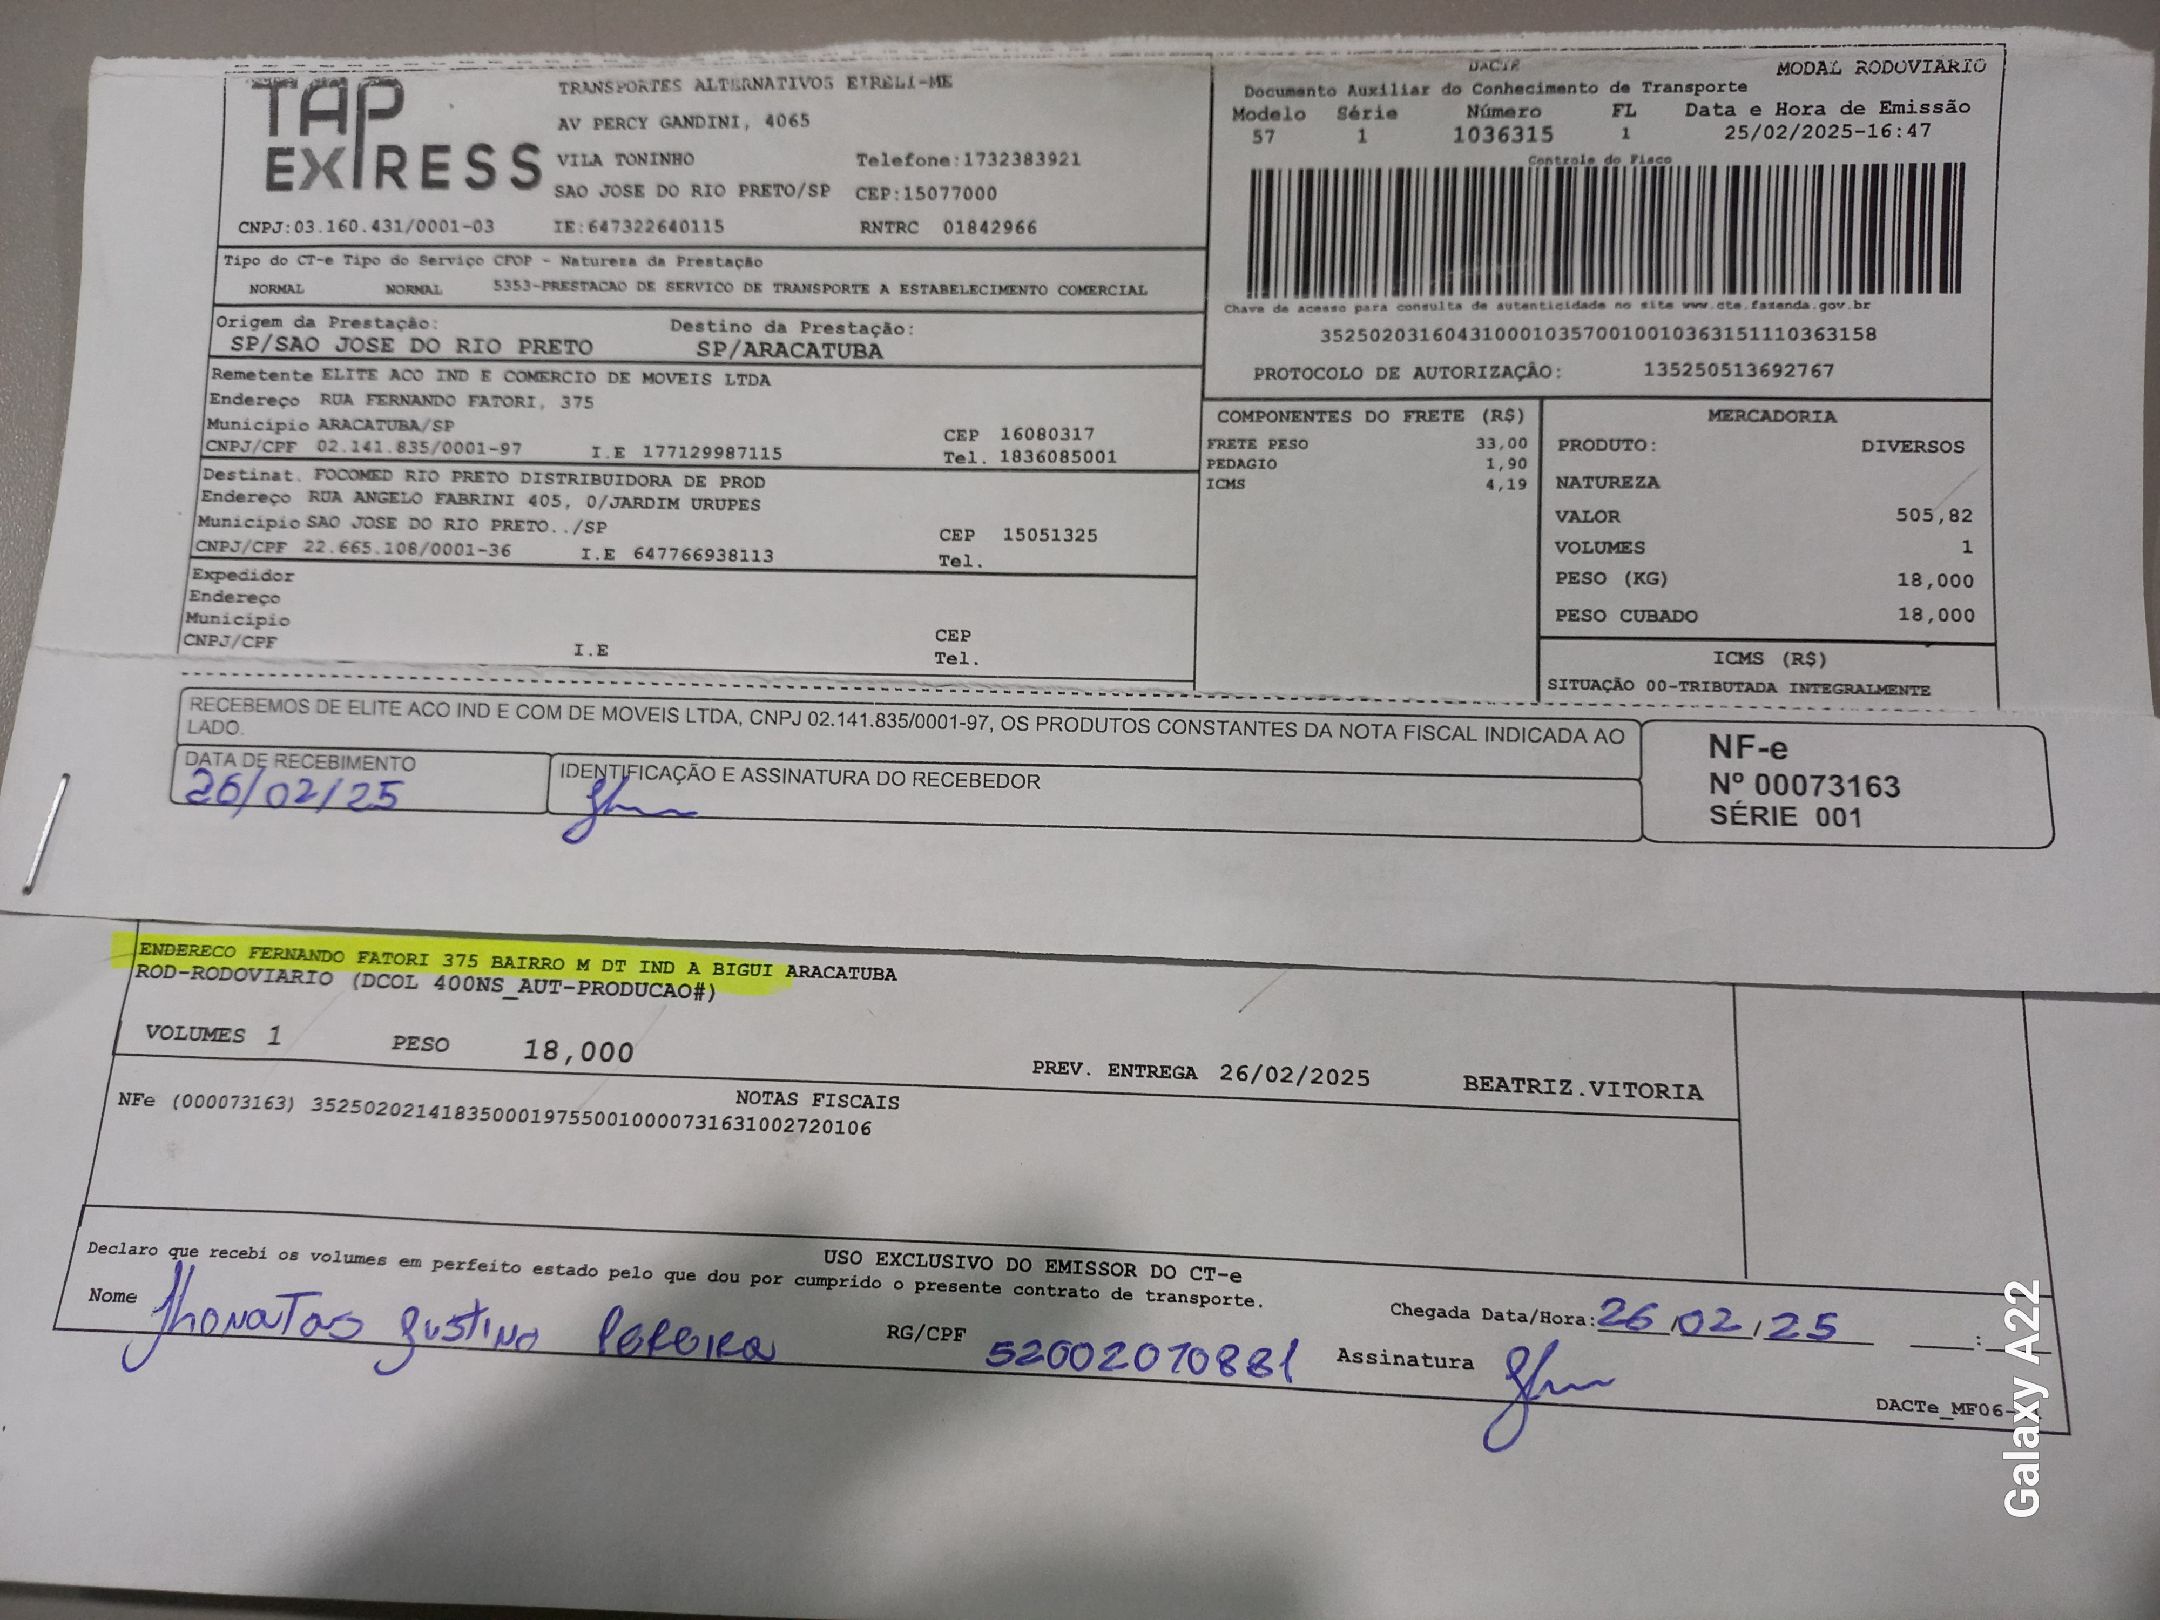 TAP EXPRESS
TRANSPORTES ALTERNATIVOS EIRELI-ME
AV PERCY GANDINI, 4065
VILA TONINHO Telefone:1732383921
SAO JOSE DO RIO PRETO/SP CEP:15077000
CNPJ:03.160.431/0001-03 IE:647322640115 RNTRC 01842966
DACTE MODAL RODOVIÁRIO
Documento Auxiliar do Conhecimento de Transporte
Modelo Série Número FL Data e Hora de Emissão
57 1 1036315 1 25/02/2025-16:47
Controle do Fisco
Chave de acesso para consulta de autenticidade no site www.cte.fazenda.gov.br
35250203160431000103570010010363151110363158
PROTOCOLO DE AUTORIZAÇÃO: 135250513692767
Tipo do CT-e Tipo do Serviço CFOP - Natureza da Prestação
NORMAL NORMAL 5353-PRESTACAO DE SERVICO DE TRANSPORTE A ESTABELECIMENTO COMERCIAL
Origem da Prestação: Destino da Prestação:
SP/SAO JOSE DO RIO PRETO SP/ARACATUBA
Remetente ELITE ACO IND E COMERCIO DE MOVEIS LTDA
Endereço RUA FERNANDO FATORI, 375
Município ARACATUBA/SP CEP 16080317
CNPJ/CPF 02.141.835/0001-97 I.E 177129987115 Tel. 1836085001
Destinat. FOCOMED RIO PRETO DISTRIBUIDORA DE PROD
Endereço RUA ANGELO FABRINI 405, 0/JARDIM URUPES
Município SAO JOSE DO RIO PRETO../SP CEP 15051325
CNPJ/CPF 22.665.108/0001-36 I.E 647766938113 Tel.
Expedidor
Endereço
Município CEP
CNPJ/CPF I.E Tel.
COMPONENTES DO FRETE (R$)
FRETE PESO 33,00
PEDAGIO 1,90
ICMS 4,19
MERCADORIA
PRODUTO: DIVERSOS
NATUREZA
VALOR 505,82
VOLUMES 1
PESO (KG) 18,000
PESO CUBADO 18,000
ICMS (R$)
SITUAÇÃO 00-TRIBUTADA INTEGRALMENTE
RECEBEMOS DE ELITE ACO IND E COM DE MOVEIS LTDA, CNPJ 02.141.835/0001-97, OS PRODUTOS CONSTANTES DA NOTA FISCAL INDICADA AO
LADO.
DATA DE RECEBIMENTO IDENTIFICAÇÃO E ASSINATURA DO RECEBEDOR
26/02/25
NF-e
Nº 00073163
SÉRIE 001
ENDERECO FERNANDO FATORI 375 BAIRRO M DT IND A BIGUI ARACATUBA
ROD-RODOVIARIO (DCOL 400NS_AUT-PRODUCAO#)
VOLUMES 1 PESO 18,000 PREV. ENTREGA 26/02/2025 BEATRIZ.VITORIA
NOTAS FISCAIS
NFe (000073163) 35250202141835000197550010000731631002720106
USO EXCLUSIVO DO EMISSOR DO CT-e
Declaro que recebi os volumes em perfeito estado pelo que dou por cumprido o presente contrato de transporte.
Nome Jhonatas Gustino Pereira RG/CPF 52002070881 Chegada Data/Hora: 26/02/25 :
Assinatura
DACTe_MF06-
Galaxy A22